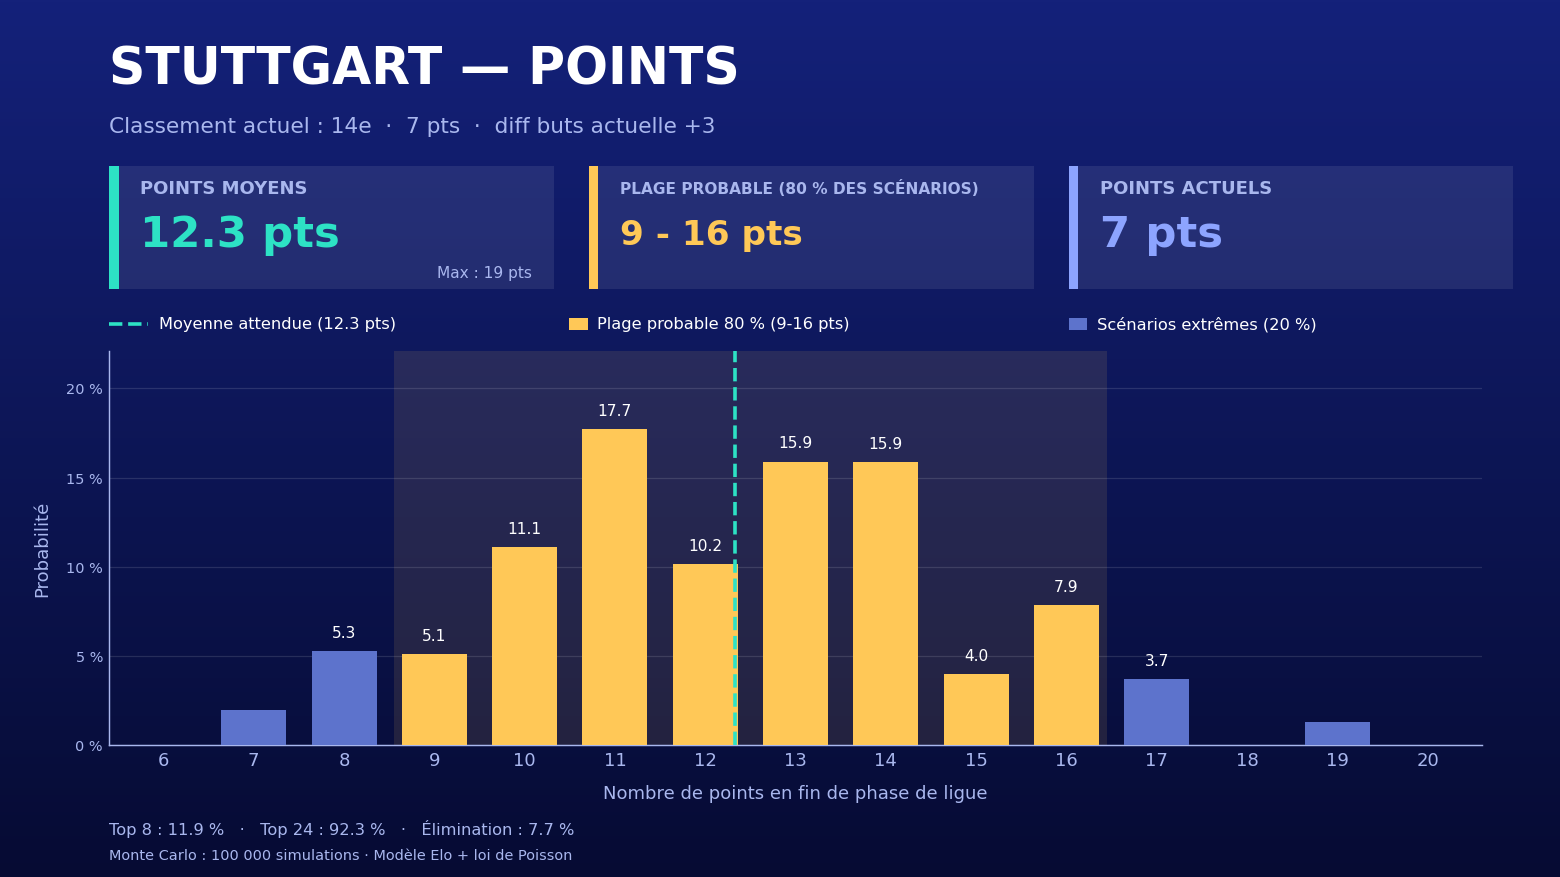 STUTTGART — POINTS
Classement actuel : 14e · 7 pts · diff buts actuelle +3
POINTS MOYENS
12.3 pts
Max : 19 pts
PLAGE PROBABLE (80 % DES SCÉNARIOS)
9 - 16 pts
POINTS ACTUELS
7 pts
Moyenne attendue (12.3 pts)
Plage probable 80 % (9-16 pts)
Scénarios extrêmes (20 %)
Probabilité
20 %
15 %
10 %
5 %
0 %
5.3
5.1
11.1
17.7
10.2
15.9
15.9
4.0
7.9
3.7
6 7 8 9 10 11 12 13 14 15 16 17 18 19 20
Nombre de points en fin de phase de ligue
Top 8 : 11.9 % · Top 24 : 92.3 % · Élimination : 7.7 %
Monte Carlo : 100 000 simulations · Modèle Elo + loi de Poisson